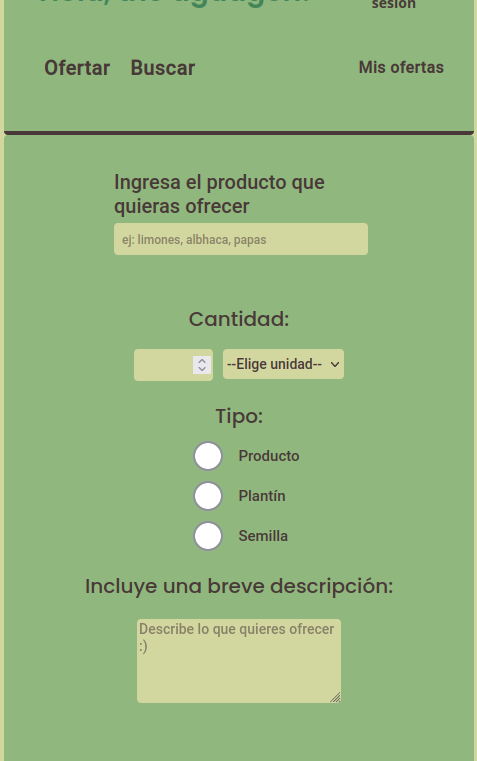 sesión
Ofertar Buscar Mis ofertas
Ingresa el producto que
quieras ofrecer
ej: limones, albhaca, papas
Cantidad:
--Elige unidad--
Tipo:
Producto
Plantín
Semilla
Incluye una breve descripción:
Describe lo que quieres ofrecer
:)